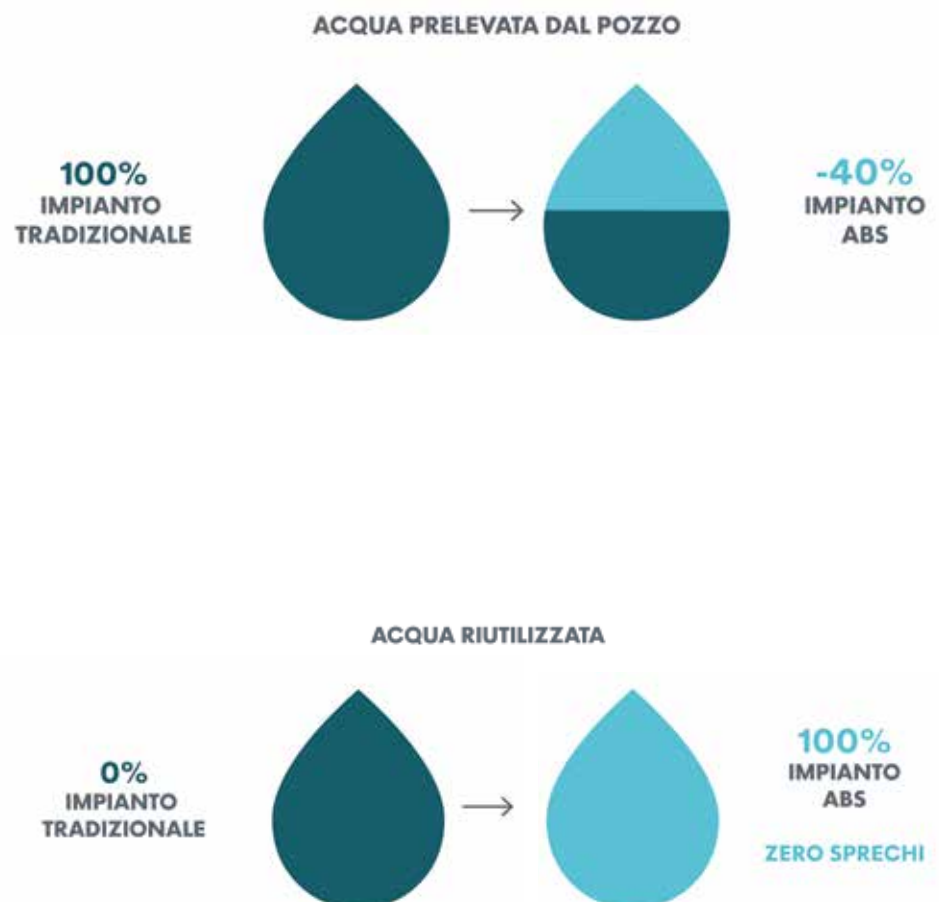 ACQUA PRELEVATA DAL POZZO
100%
IMPIANTO
TRADIZIONALE
-40%
IMPIANTO
ABS
ACQUA RIUTILIZZATA
0%
IMPIANTO
TRADIZIONALE
100%
IMPIANTO
ABS
ZERO SPRECHI